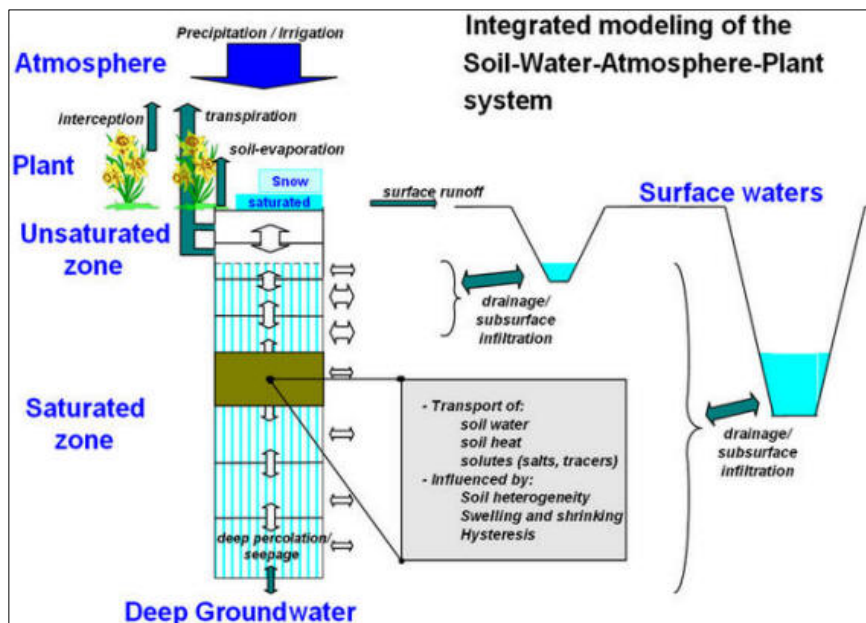 Precipitation / Irrigation
Integrated modeling of the
Soil-Water-Atmosphere-Plant
system
Atmosphere
interception
transpiration
Plant
soil-evaporation
Snow
saturated
surface runoff
Surface waters
Unsaturated
zone
drainage/
subsurface
infiltration
Saturated
zone
- Transport of:
soil water
soil heat
solutes (salts, tracers)
- Influenced by:
Soil heterogeneity
Swelling and shrinking
Hysteresis
drainage/
subsurface
infiltration
deep percolation/
seepage
Deep Groundwater